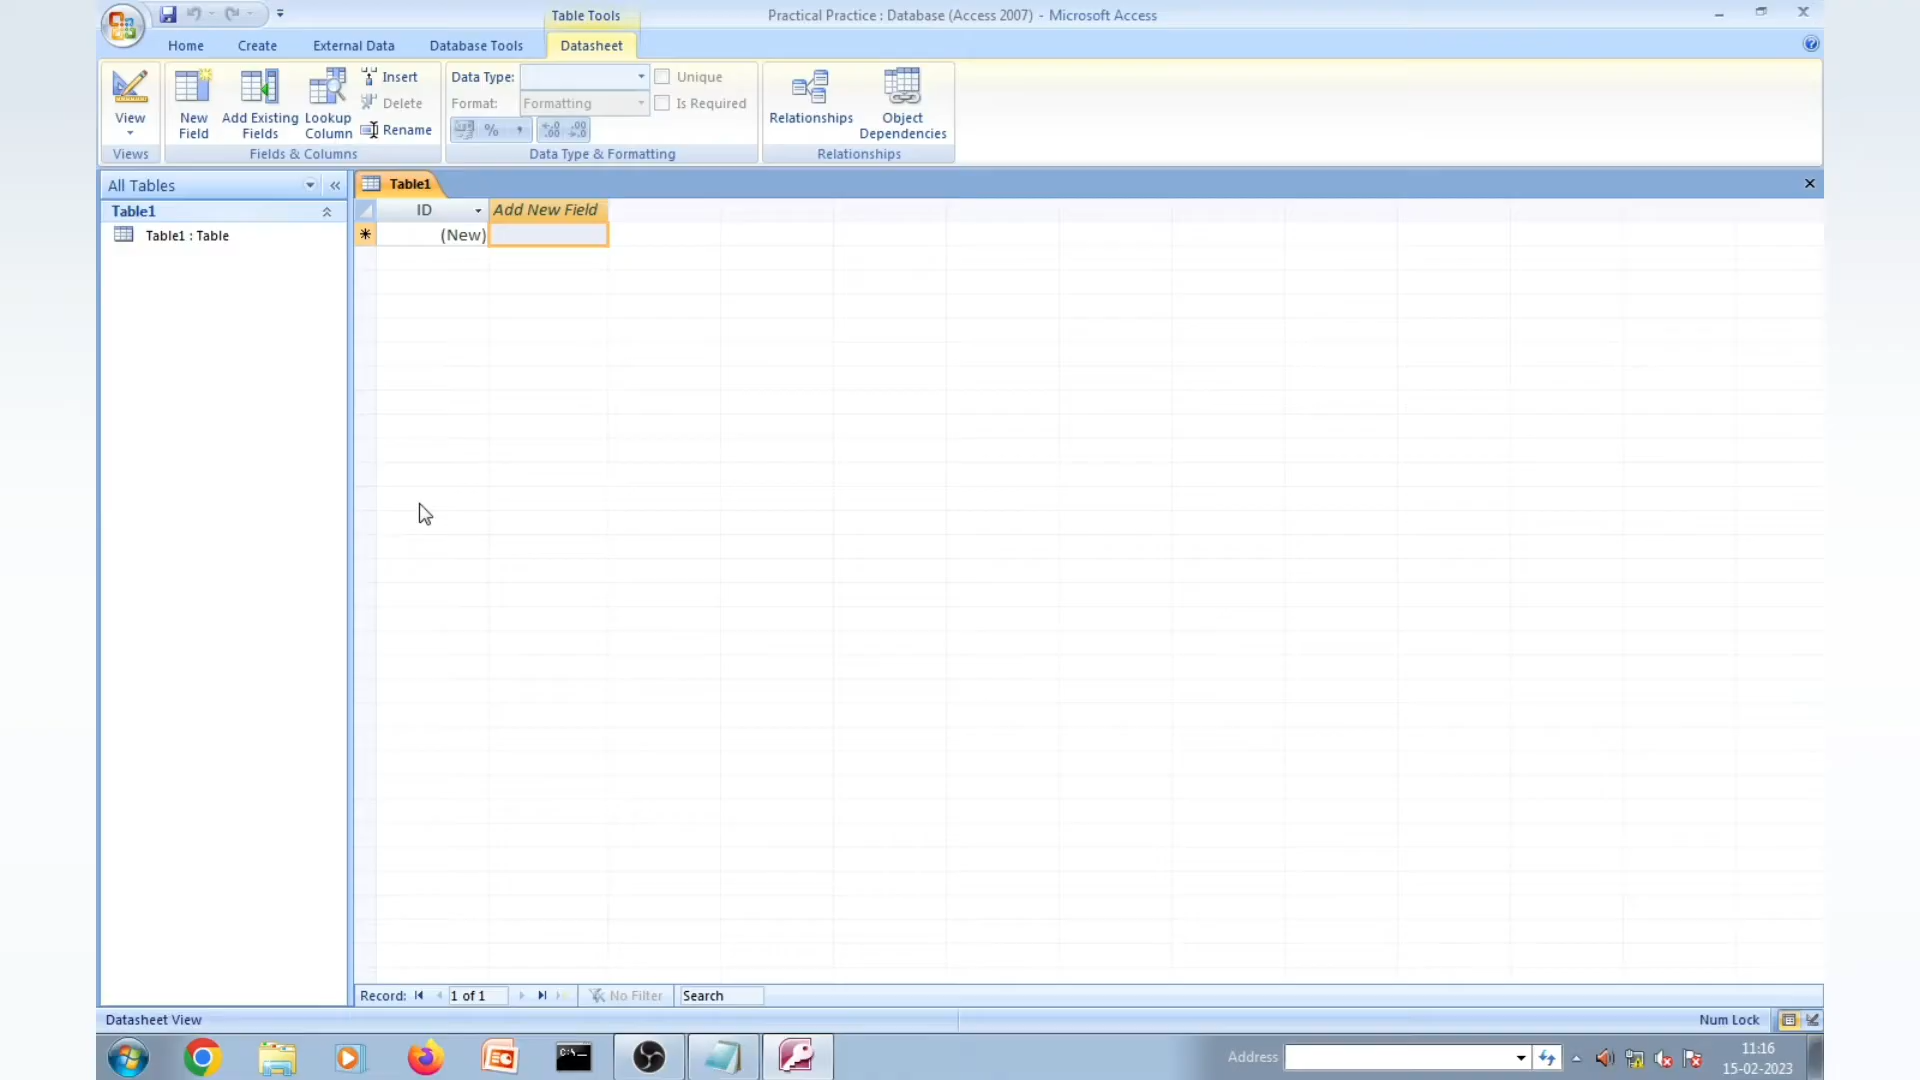 Table Tools
Practical Practice : Database (Access 2007) - Microsoft Access
Home Create External Data Database Tools Datasheet
View
Views
New Field
Add Existing Fields
Lookup Column
Insert
Delete
Rename
Fields & Columns
Data Type:
Unique
Format: Formatting
Is Required
% , 
Data Type & Formatting
Relationships
Object Dependencies
Relationships
All Tables
Table1
Table1 : Table
Table1
ID Add New Field
(New)
Record: 1 of 1 No Filter Search
Datasheet View
Num Lock
Address
11:16
15-02-2023